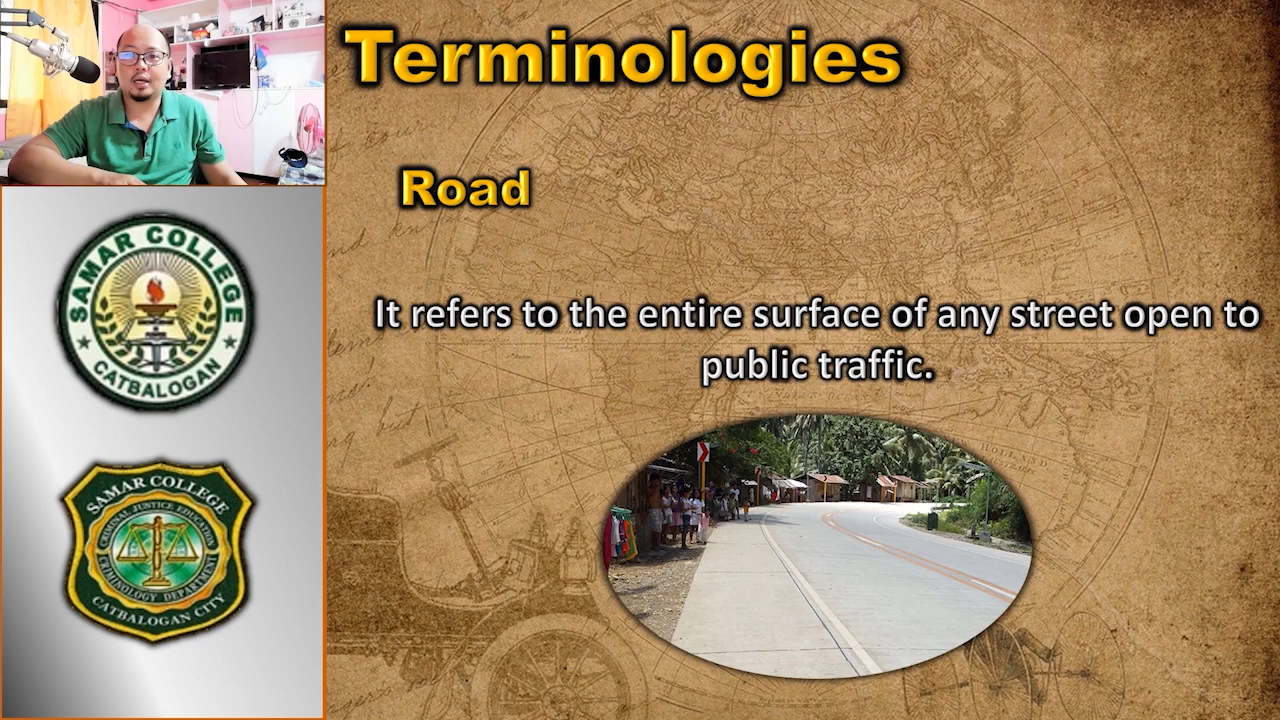 Terminologies
Road
It refers to the entire surface of any street open to
public traffic.
SAMAR COLLEGE
CATBALOGAN
SAMAR COLLEGE
CRIMINAL JUSTICE EDUCATION
CRIMINOLOGY DEPARTMENT
CATBALOGAN CITY
HOLLAND